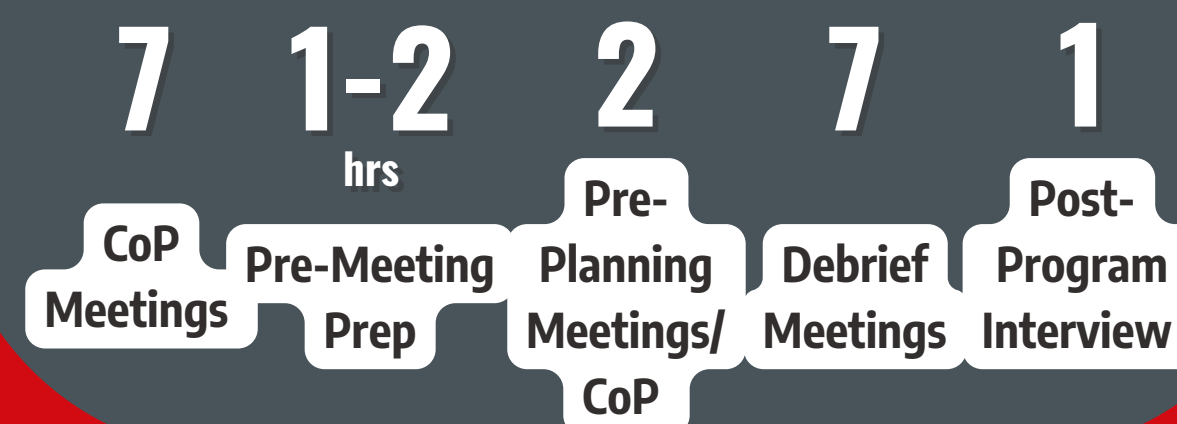 7
CoP
Meetings
1-2
hrs
Pre-Meeting
Prep
2
Pre-
Planning
Meetings/
CoP
7
Debrief
Meetings
1
Post-
Program
Interview